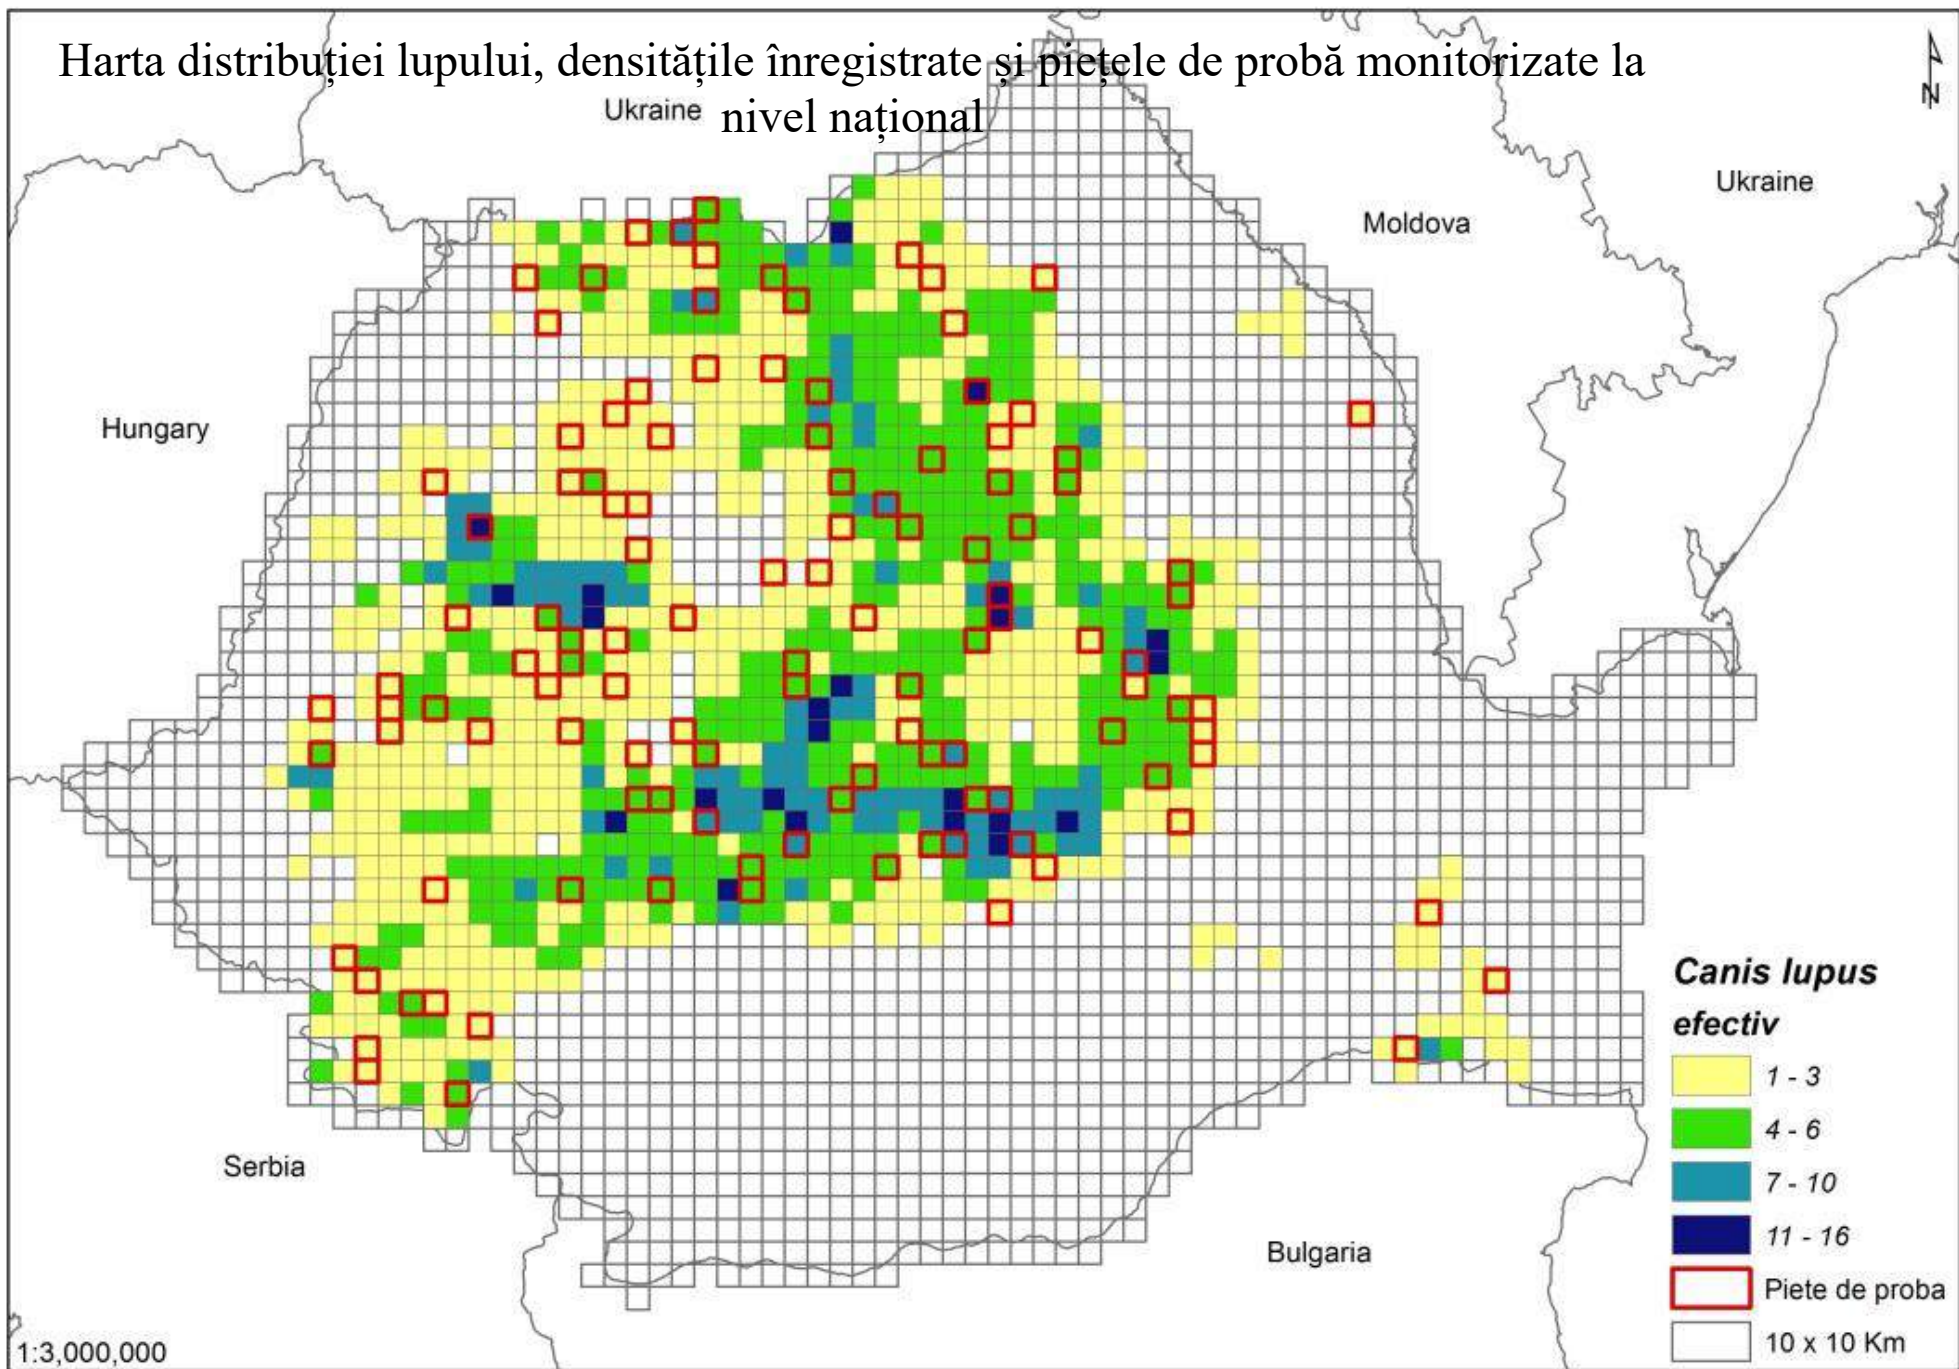 Harta distribuției lupului, densitățile înregistrate și piețele de probă monitorizate la
nivel național
Ukraine
Ukraine
Moldova
Hungary
Serbia
Bulgaria
Canis lupus
efectiv
1 - 3
4 - 6
7 - 10
11 - 16
Piete de proba
10 x 10 Km
1:3,000,000
N